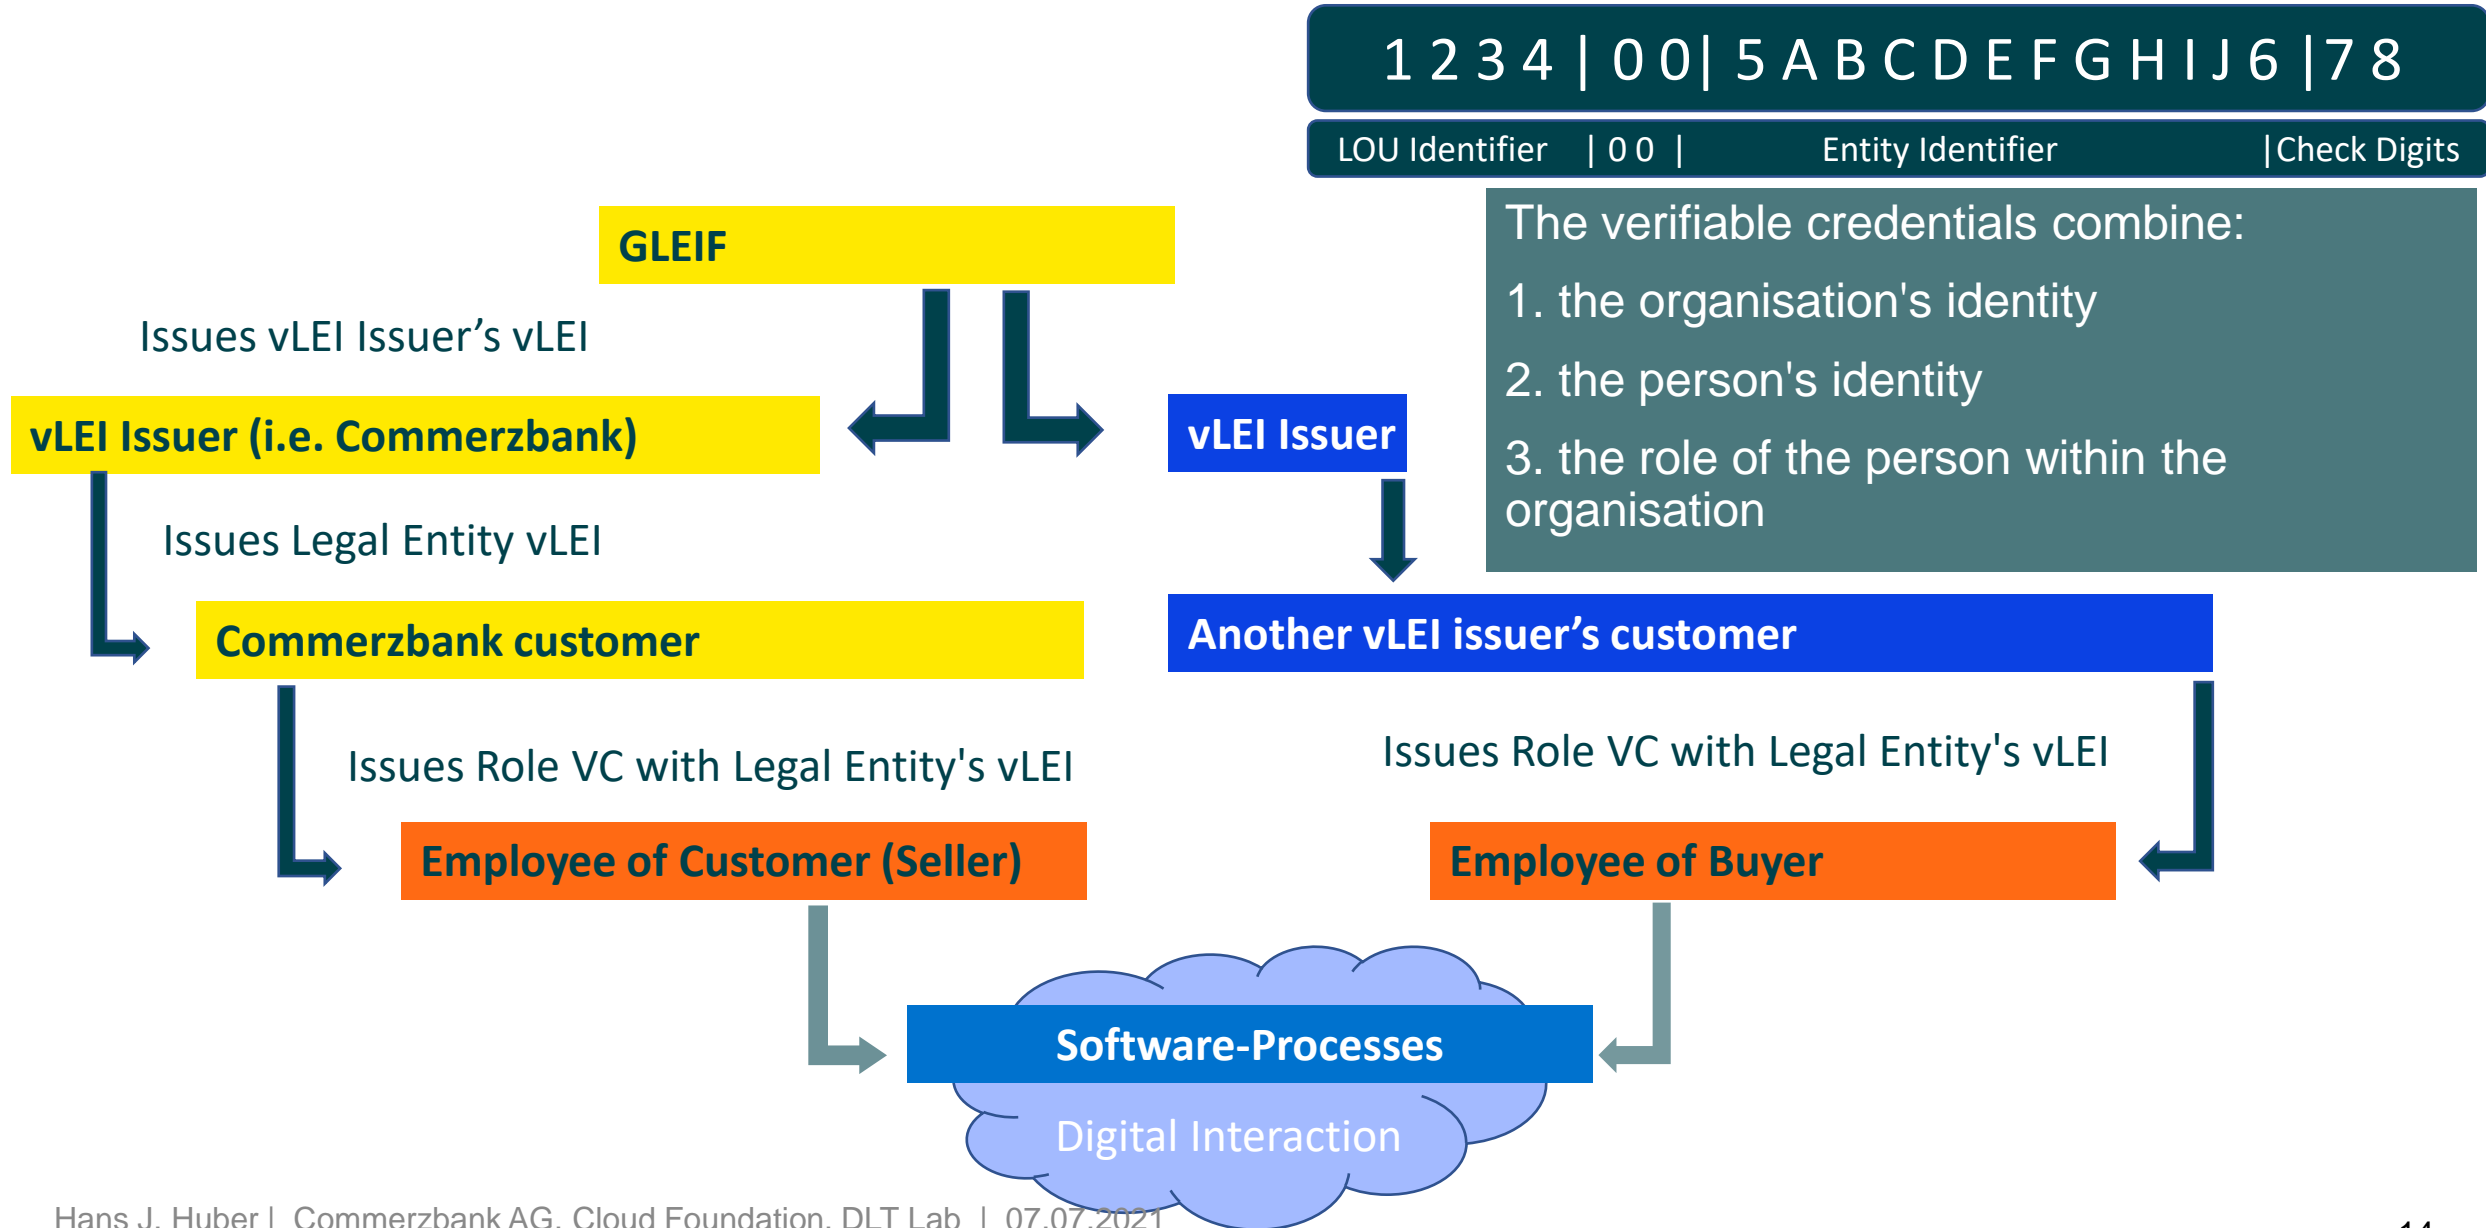 1 2 3 4 | 0 0| 5 A B C D E F G H I J 6 |7 8
LOU Identifier | 0 0 | Entity Identifier |Check Digits
The verifiable credentials combine:
1. the organisation's identity
2. the person's identity
3. the role of the person within the
organisation
GLEIF
Issues vLEI Issuer’s vLEI
vLEI Issuer (i.e. Commerzbank)
vLEI Issuer
Issues Legal Entity vLEI
Commerzbank customer
Another vLEI issuer’s customer
Issues Role VC with Legal Entity's vLEI
Issues Role VC with Legal Entity's vLEI
Employee of Customer (Seller)
Employee of Buyer
Software-Processes
Digital Interaction
Hans J. Huber | Commerzbank AG, Cloud Foundation, DLT Lab | 07.07.2021
14